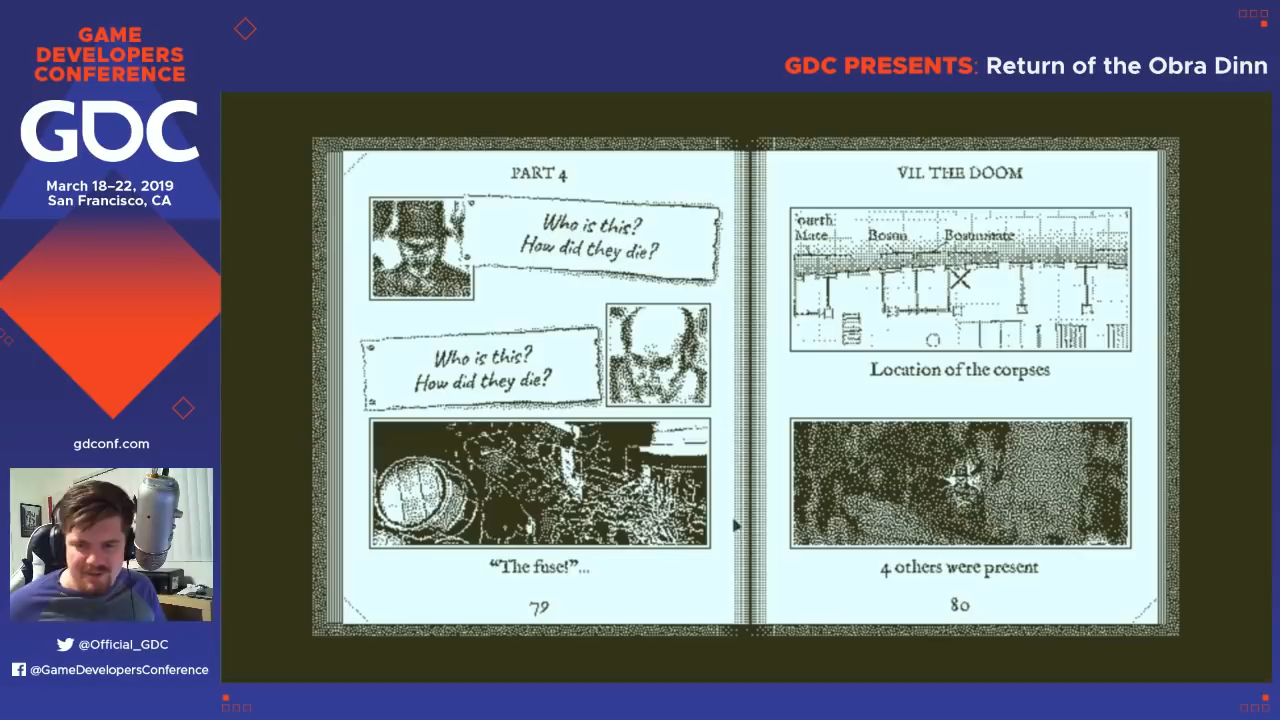 GAME
DEVELOPERS
CONFERENCE
GDC
March 18-22, 2019
San Francisco, CA
gdconf.com
@Official_GDC
@GameDevelopersConference
GDC PRESENTS: Return of the Obra Dinn
PART 4
Who is this?
How did they die?
Who is this?
How did they die?
"The fuse!"...
79
VII. THE DOOM
Mate Bosun
Location of the corpses
4 others were present
80